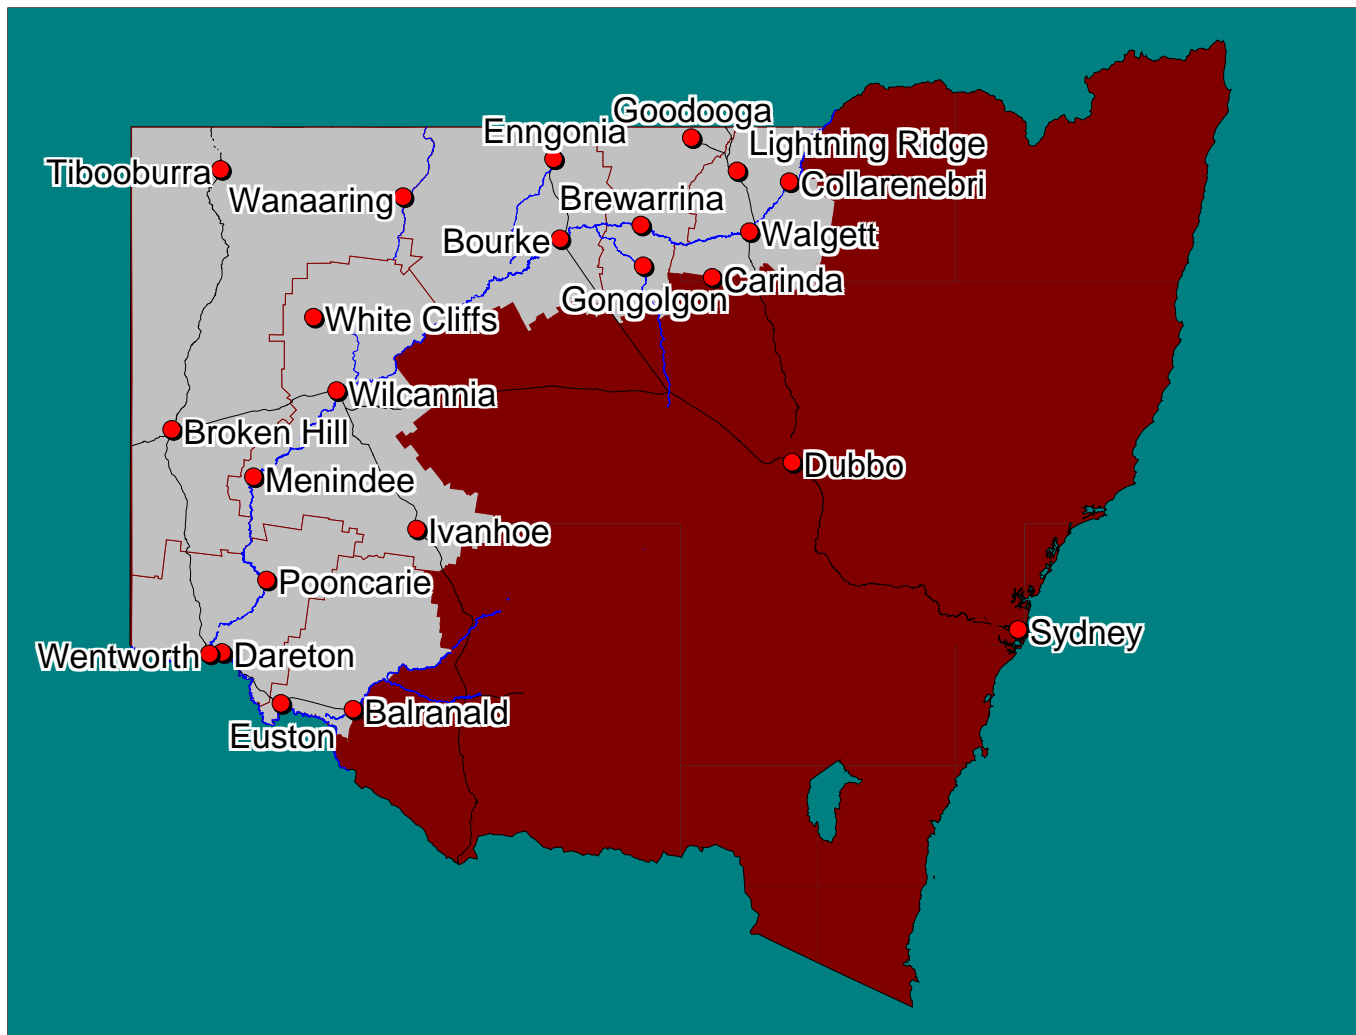 Goodooga
Enngonia
Lightning Ridge
Tibooburra
Wanaaring
Collarenebri
Brewarrina
Bourke
Walgett
Carinda
Gongolgon
White Cliffs
Wilcannia
Broken Hill
Menindee
Dubbo
Ivanhoe
Pooncarie
Sydney
Wentworth
Dareton
Balranald
Euston